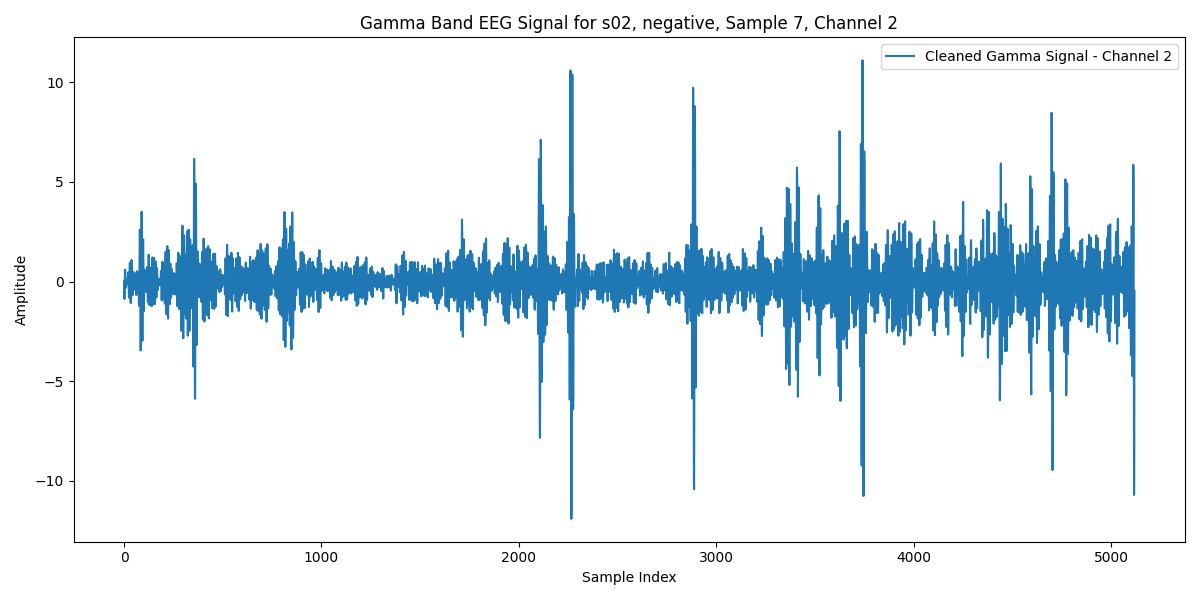 Gamma Band EEG Signal for s02, negative, Sample 7, Channel 2
Cleaned Gamma Signal - Channel 2
Amplitude
10
5
0
−5
−10
0 1000 2000 3000 4000 5000
Sample Index